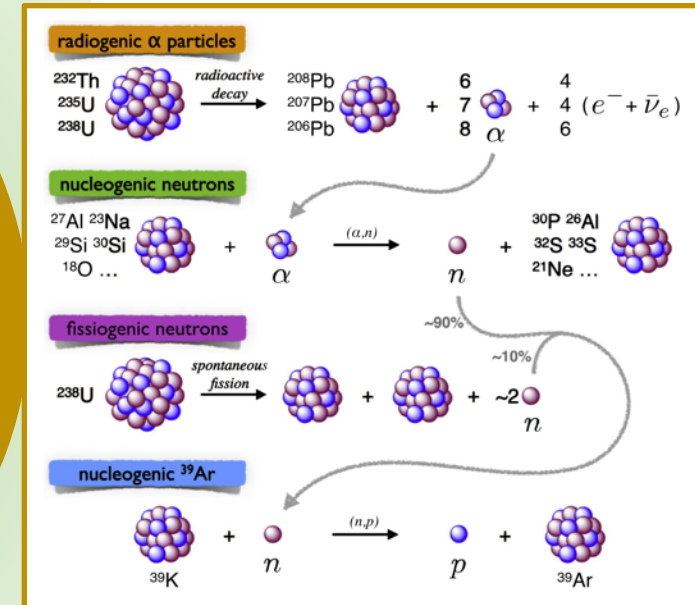 radiogenic α particles
²³²Th radioactive ²⁰⁸Pb 6 4
²³⁵U decay ²⁰⁷Pb + 7 + 4 (e⁻ + ν̄ₑ)
²³⁸U ²⁰⁶Pb 8 α 6
nucleogenic neutrons
²⁷Al ²³Na
²⁹Si ³⁰Si + α (α,n) n +
¹⁸O ...
³⁰P ²⁶Al
³²S ³³S
²¹Ne ...
~90%
~10%
fissiogenic neutrons
²³⁸U spontaneous fission + + ~2 n
nucleogenic ³⁹Ar
+ (n,p) +
³⁹K n p ³⁹Ar